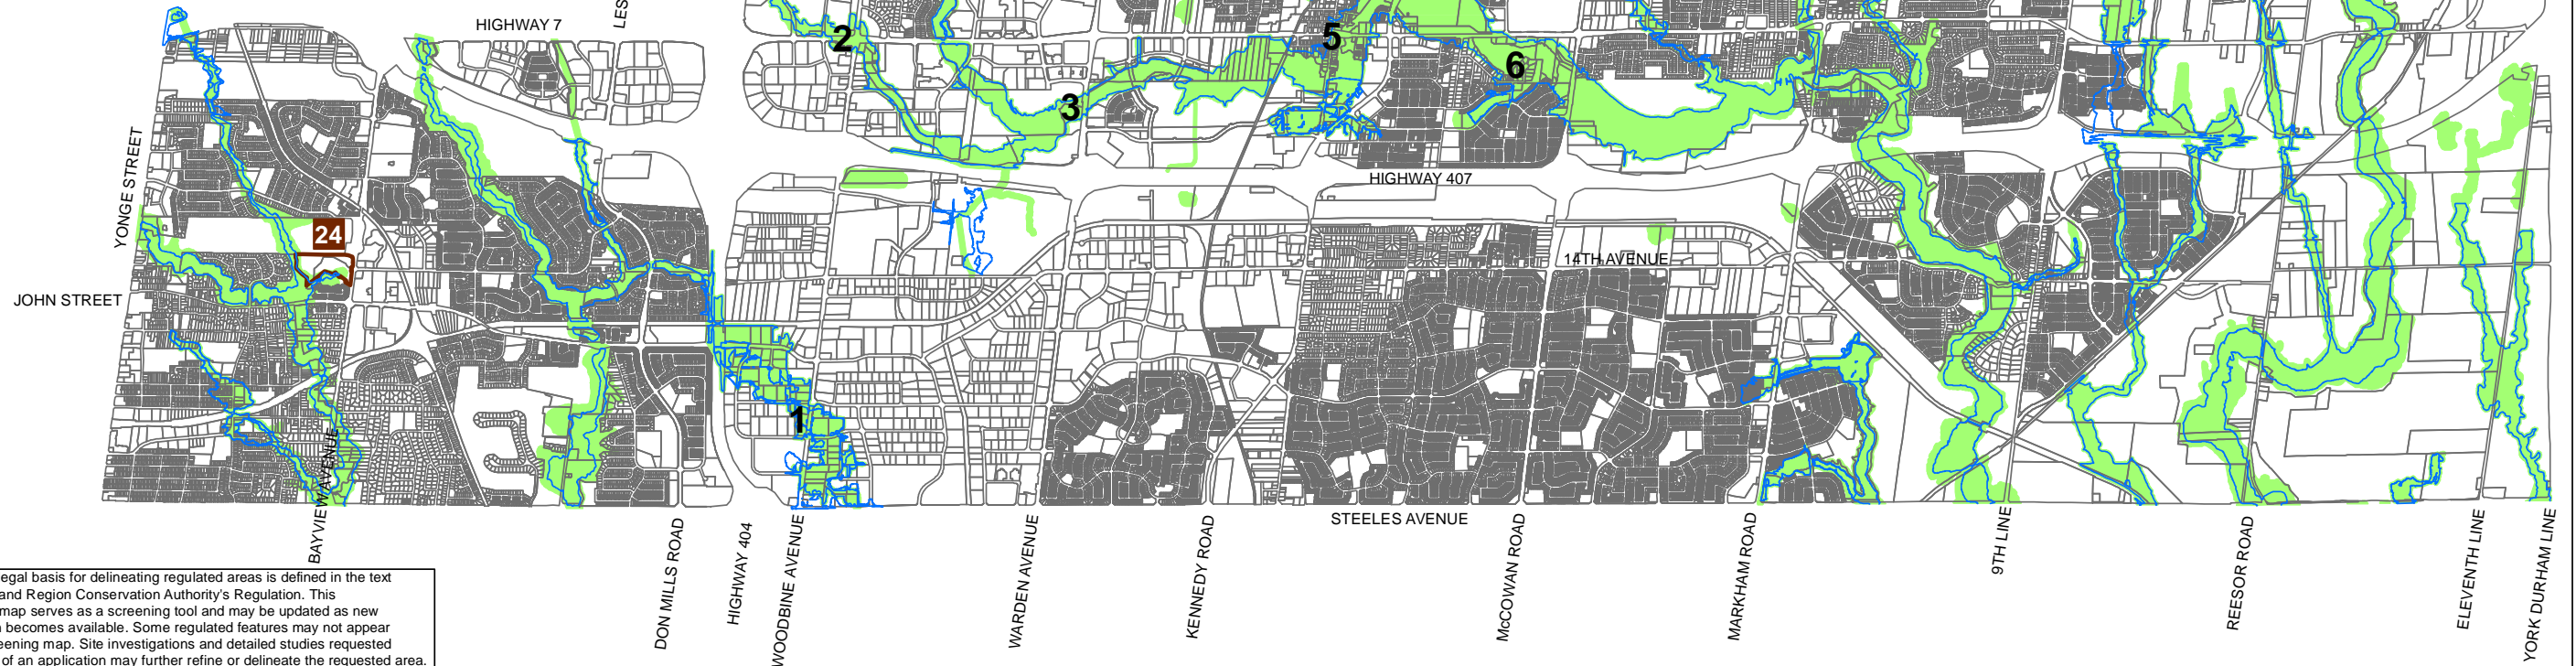 HIGHWAY 7
LES
2
5
6
3
YONGE STREET
HIGHWAY 407
24
14TH AVENUE
JOHN STREET
1
BAYVIEW AVENUE
STEELES AVENUE
DON MILLS ROAD
HIGHWAY 404
WOODBINE AVENUE
WARDEN AVENUE
KENNEDY ROAD
McCOWAN ROAD
MARKHAM ROAD
9TH LINE
REESOR ROAD
ELEVENTH LINE
YORK DURHAM LINE
egal basis for delineating regulated areas is defined in the text
and Region Conservation Authority's Regulation. This
map serves as a screening tool and may be updated as new
becomes available. Some regulated features may not appear
eening map. Site investigations and detailed studies requested
of an application may further refine or delineate the requested area.